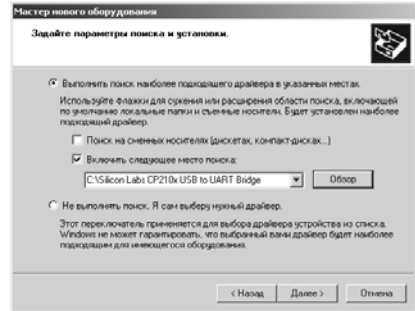 Мастер нового оборудования
Задайте параметры поиска и установки.
Выполнить поиск наиболее подходящего драйвера в указанных местах.
Используйте флажки для сужения или расширения области поиска, включающей
по умолчанию локальные папки и съемные носители. Будет установлен наиболее
подходящий драйвер.
Поиск на сменных носителях (дискетах, компакт-дисках...)
Включить следующее место поиска:
C:\Silicon Labs CP210x USB to UART Bridge
Обзор
Не выполнять поиск. Я сам выберу нужный драйвер.
Этот переключатель применяется для выбора драйвера устройства из списка.
Windows не может гарантировать, что выбранный вами драйвер будет наиболее
подходящим для имеющегося оборудования.
< Назад
Далее >
Отмена